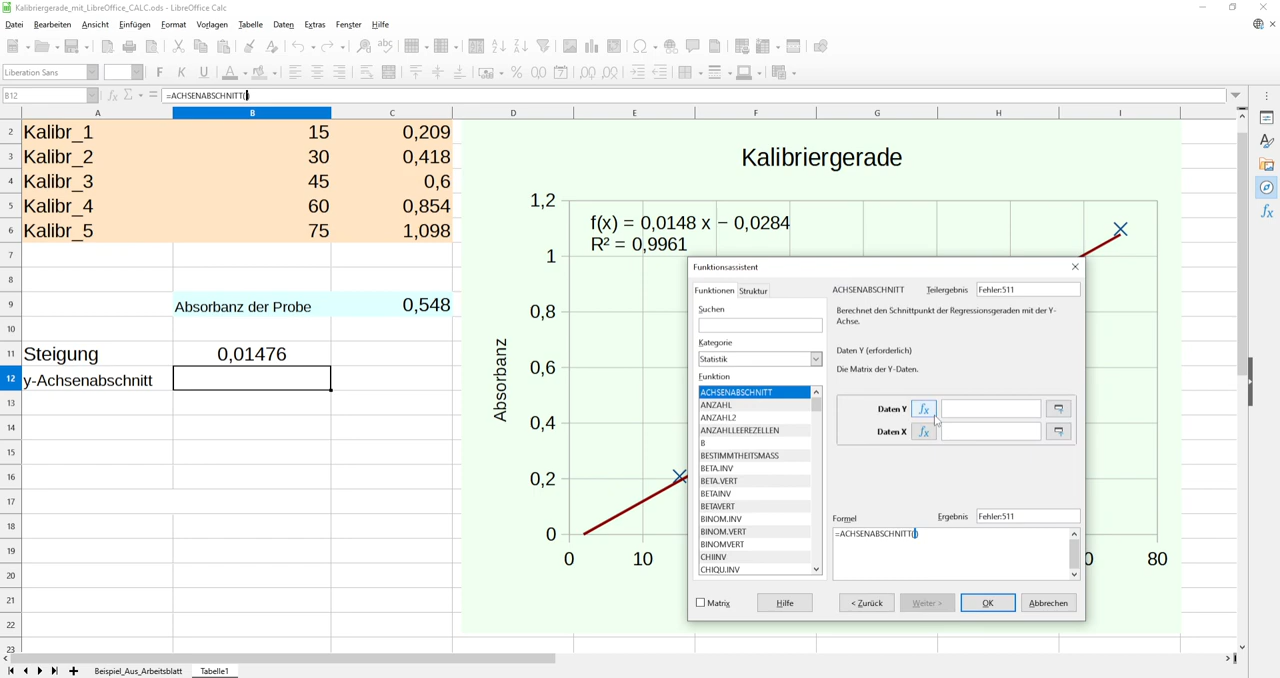 Kalibriergerade_mit_LibreOffice_CALC.ods - LibreOffice Calc
Datei Bearbeiten Ansicht Einfügen Format Vorlagen Tabelle Daten Extras Fenster Hilfe
Liberation Sans F K U A
B12 fx Σ = =ACHSENABSCHNITT()
A B C D E F G H I
2 Kalibr_1 15 0,209
3 Kalibr_2 30 0,418
4 Kalibr_3 45 0,6
5 Kalibr_4 60 0,854
6 Kalibr_5 75 1,098
7
8
9 Absorbanz der Probe 0,548
10
11 Steigung 0,01476
12 y-Achsenabschnitt
13
14
15
16
17
18
19
20
21
22
23
Kalibriergerade
f(x) = 0,0148 x − 0,0284
R² = 0,9961
1,2
1
0,8
0,6
0,4
0,2
0
Absorbanz
0 10 0 80
Funktionsassistent
Funktionen Struktur
Suchen
Kategorie
Statistik
Funktion
ACHSENABSCHNITT
ANZAHL
ANZAHL2
ANZAHLLEEREZELLEN
B
BESTIMMTHEITSMASS
BETA.INV
BETA.VERT
BETAINV
BETAVERT
BINOM.INV
BINOM.VERT
BINOMVERT
CHIINV
CHIQU.INV
ACHSENABSCHNITT Teilergebnis Fehler:511
Berechnet den Schnittpunkt der Regressionsgeraden mit der Y-
Achse.
Daten Y (erforderlich)
Die Matrix der Y-Daten.
Daten Y fx
Daten X fx
Formel Ergebnis Fehler:511
=ACHSENABSCHNITT()
Matrix Hilfe < Zurück Weiter > OK Abbrechen
Beispiel_Aus_Arbeitsblatt Tabelle1